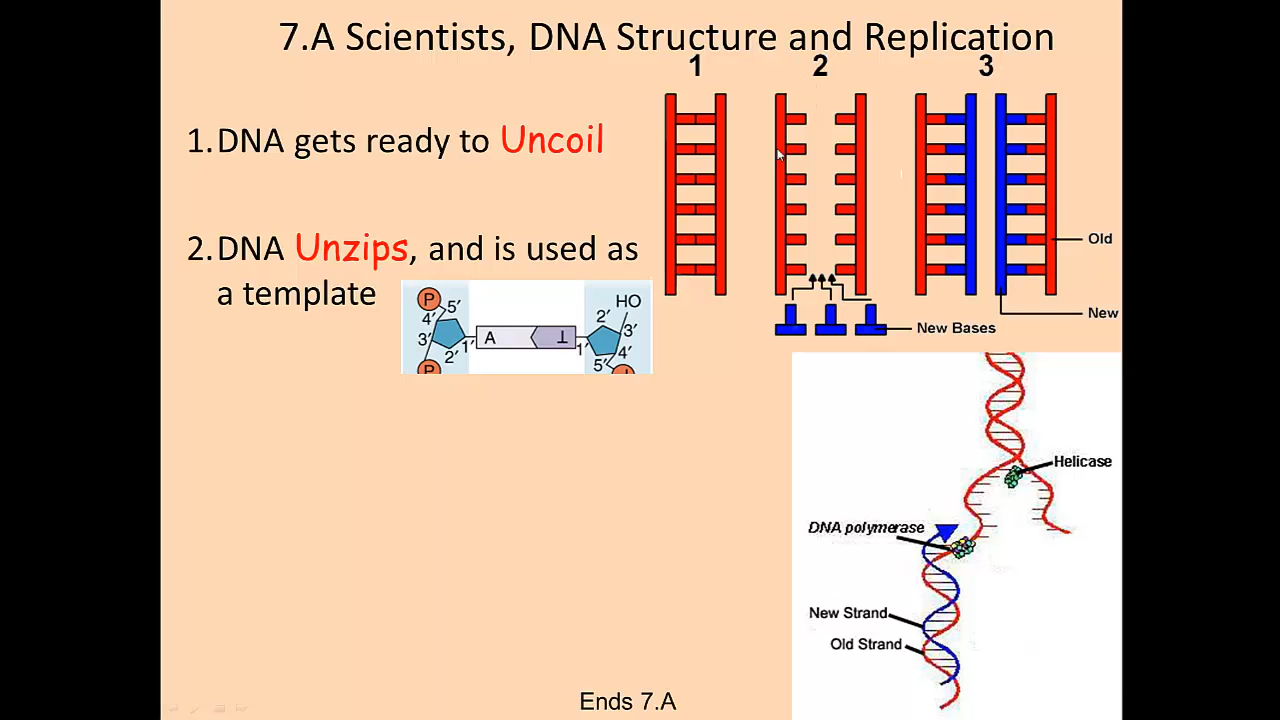 7.A Scientists, DNA Structure and Replication
1 2 3
1. DNA gets ready to Uncoil
2. DNA Unzips, and is used as
a template
Old
New
New Bases
P 5' 4' 3' 2' 1' A T HO 2' 3' 1' 4' 5'
P
Helicase
DNA polymerase
New Strand
Old Strand
Ends 7.A